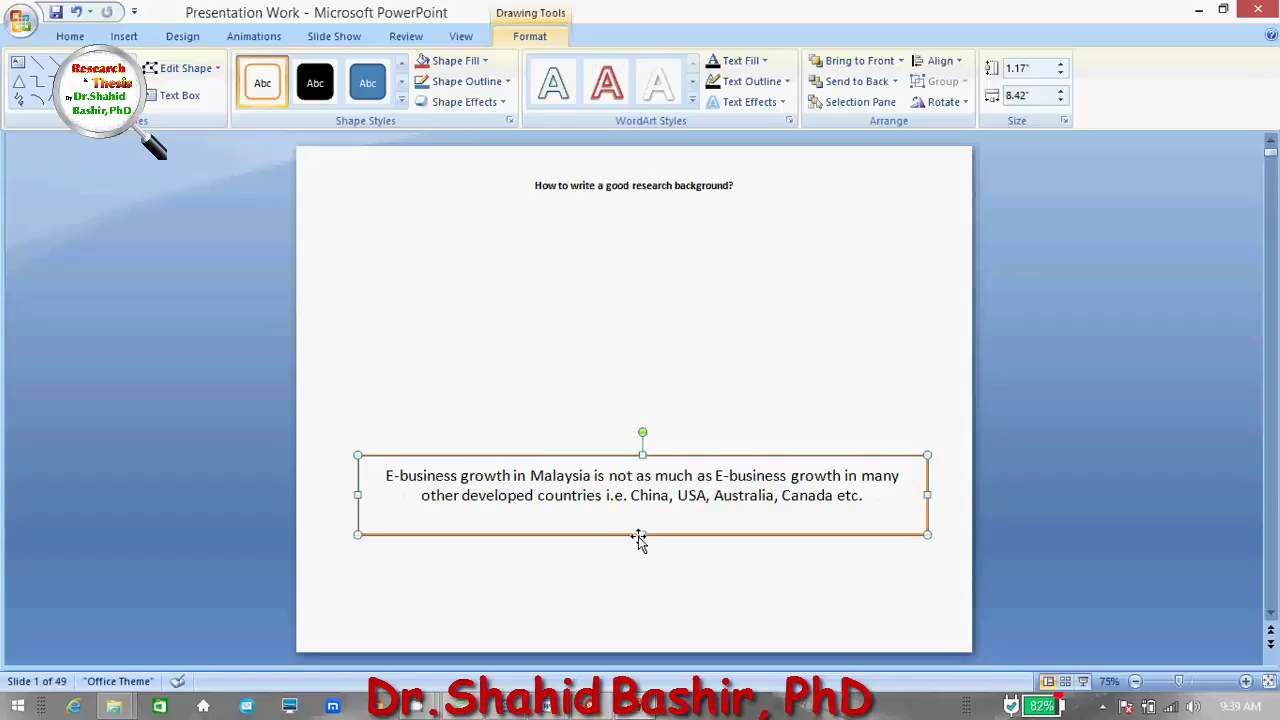 Presentation Work - Microsoft PowerPoint
Drawing Tools
Home Insert Design Animations Slide Show Review View Format
Research
Thesis
By Dr.Shahid
Bashir, PhD
Edit Shape
Text Box
Abc Abc Abc
Shape Fill
Shape Outline
Shape Effects
Shape Styles
Text Fill
Text Outline
Text Effects
WordArt Styles
Bring to Front
Send to Back
Selection Pane
Align
Group
Rotate
Arrange
1.17"
8.42"
Size
How to write a good research background?
E-business growth in Malaysia is not as much as E-business growth in many
other developed countries i.e. China, USA, Australia, Canada etc.
Slide 1 of 49 "Office Theme" 75%
Dr.Shahid Bashir, PhD
82% 9:39 AM